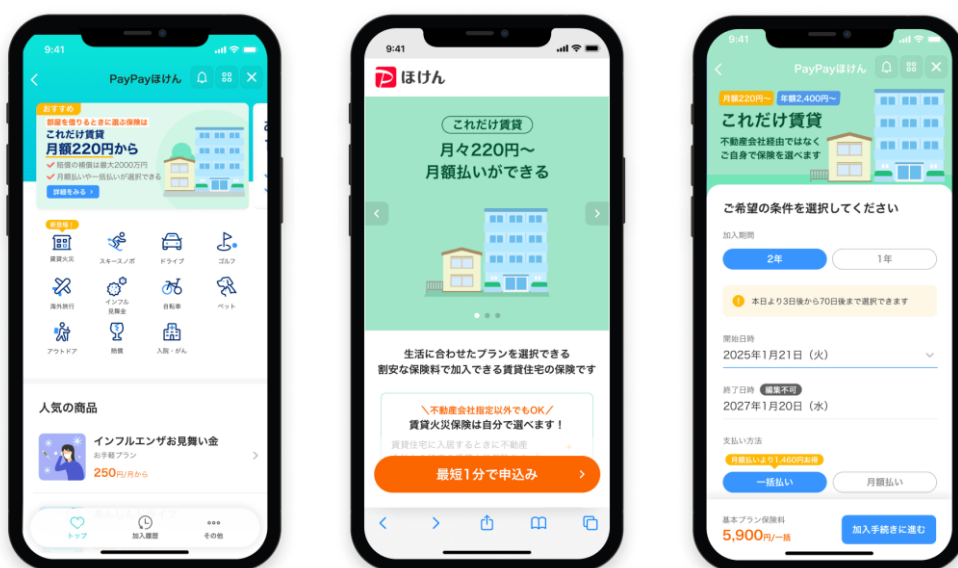 9:41
PayPayほけん
おすすめ
部屋を借りるときに選ぶ保険は
これだけ賃貸
月額220円から
賠償の補償は最大2000万円
月額払いや一括払いが選択できる
詳細をみる
新登場!
賃貸火災
スキースノボ
ドライブ
ゴルフ
海外旅行
インフル
見舞金
自転車
ペット
アウトドア
賠償
入院・がん
人気の商品
インフルエンザお見舞い金
お手軽プラン
250円/月から
トップ
加入履歴
その他
9:41
ほけん
これだけ賃貸
月々220円〜
月額払いができる
生活に合わせたプランを選択できる
割安な保険料で加入できる賃貸住宅の保険です
\不動産会社指定以外でもOK/
賃貸火災保険は自分で選べます!
賃貸住宅に入居するときに不動産
最短1分で申込み
9:41
PayPayほけん
月額220円〜 年額2,400円〜
これだけ賃貸
不動産会社経由ではなく
ご自身で保険を選べます
ご希望の条件を選択してください
加入期間
2年
1年
本日より3日後から70日後まで選択できます
開始日時
2025年1月21日(火)
終了日時 編集不可
2027年1月20日(水)
支払い方法
月額払いより1,460円お得
一括払い
月額払い
基本プラン保険料
5,900円/一括
加入手続きに進む